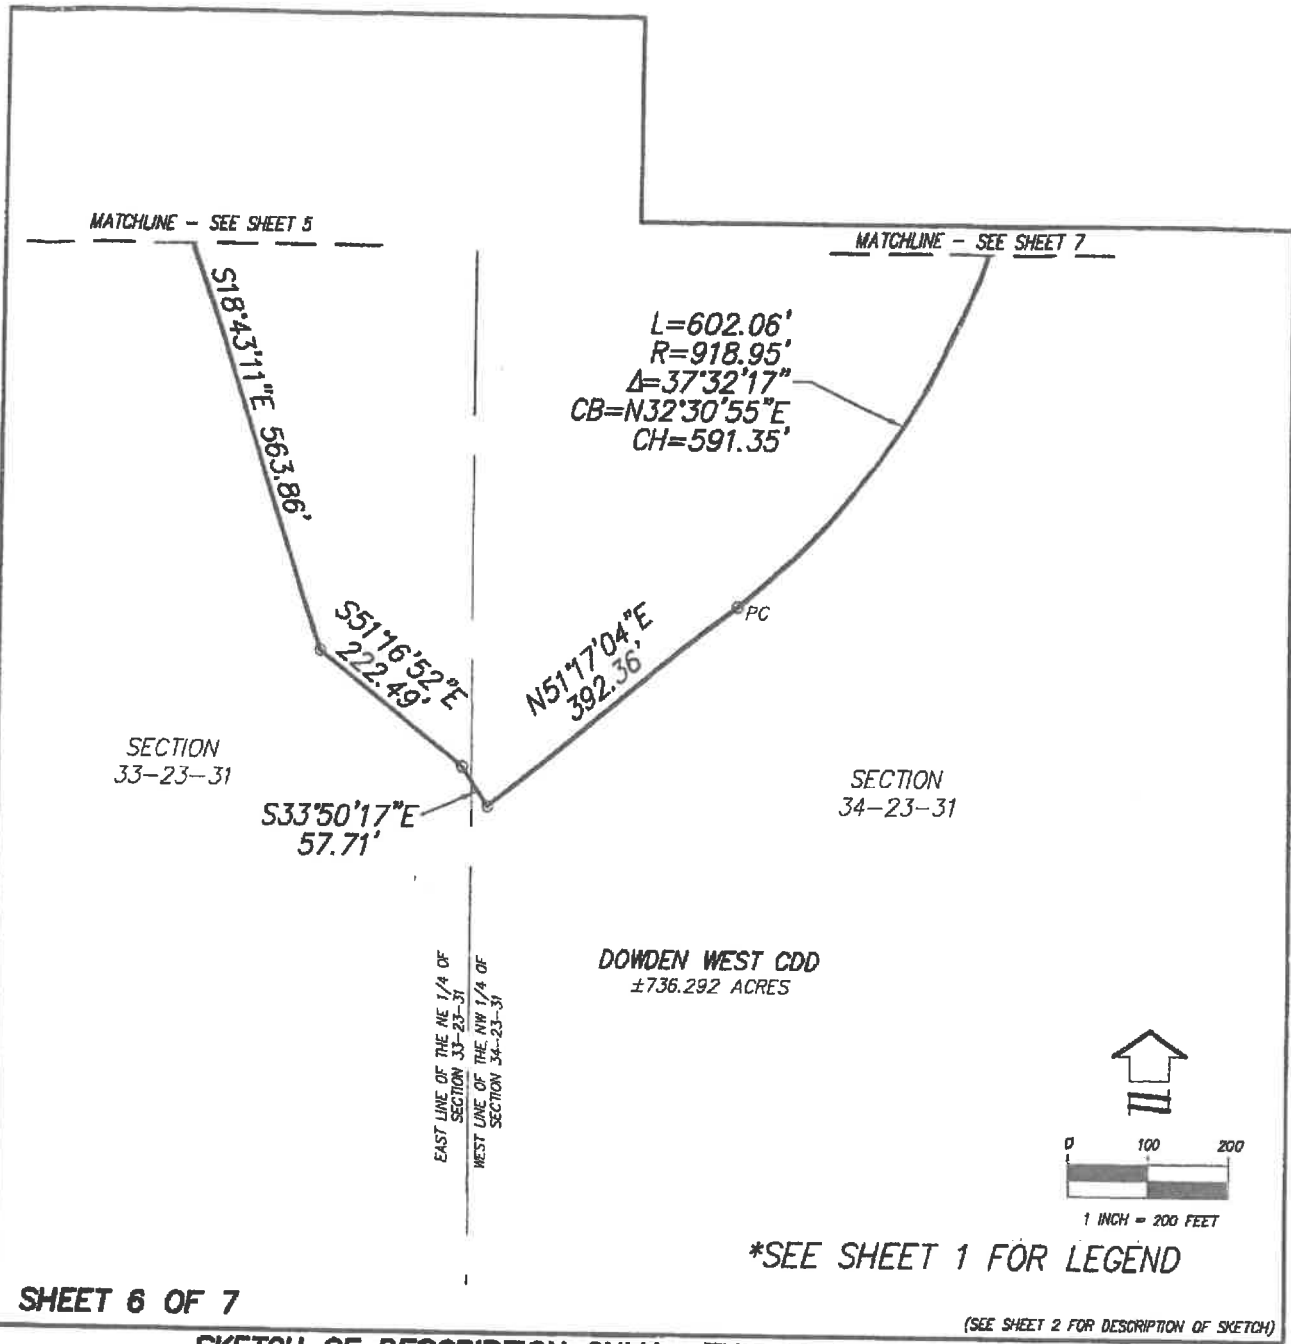 MATCHLINE - SEE SHEET 5
MATCHLINE - SEE SHEET 7
S18°43'11"E 563.86'
L=602.06'
R=918.95'
Δ=37°32'17"
CB=N32°30'55"E
CH=591.35'
S51°16'52"E
222.49'
N51°17'04"E
392.36'
PC
SECTION
33-23-31
SECTION
34-23-31
S33°50'17"E
57.71'
EAST LINE OF THE NE 1/4 OF
SECTION 33-23-31
WEST LINE OF THE NW 1/4 OF
SECTION 34-23-31
DOWDEN WEST CDD
±736.292 ACRES
0 100 200
1 INCH = 200 FEET
*SEE SHEET 1 FOR LEGEND
SHEET 6 OF 7
(SEE SHEET 2 FOR DESCRIPTION OF SKETCH)